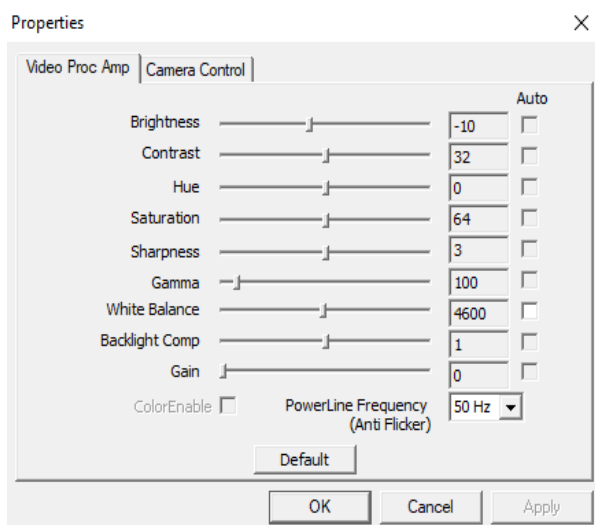 Properties
Video Proc Amp Camera Control
Auto
Brightness -10
Contrast 32
Hue 0
Saturation 64
Sharpness 3
Gamma 100
White Balance 4600
Backlight Comp 1
Gain 0
ColorEnable PowerLine Frequency 50 Hz
(Anti Flicker)
Default
OK Cancel Apply